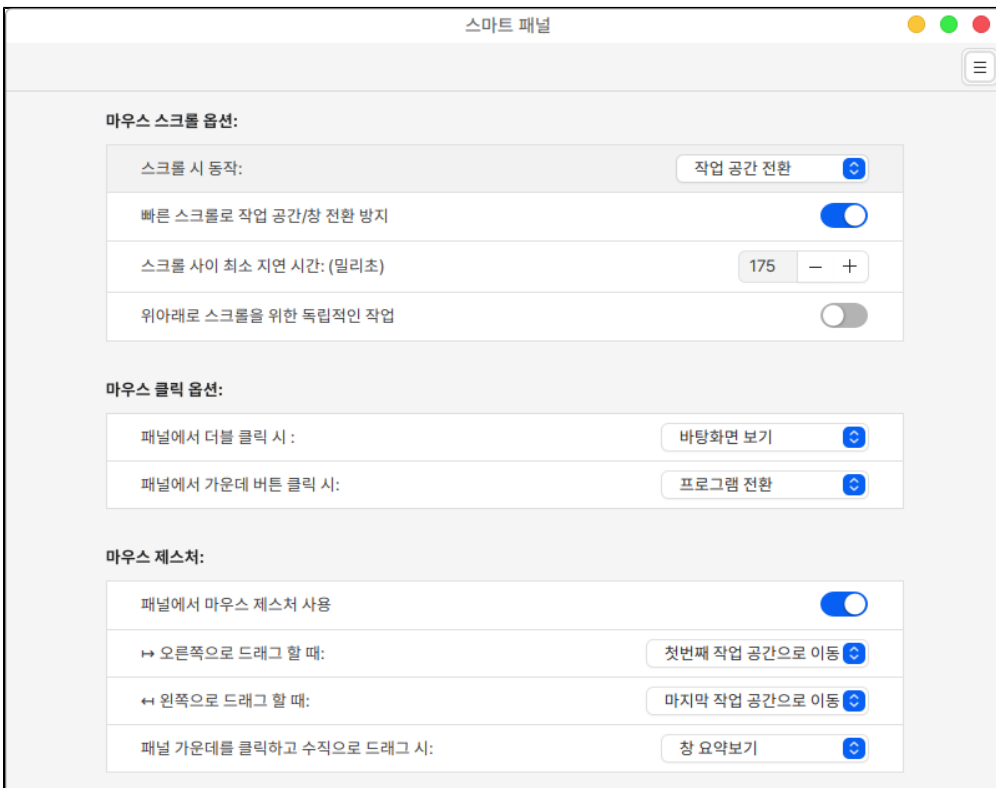 스마트 패널
마우스 스크롤 옵션:
스크롤 시 동작: 작업 공간 전환
빠른 스크롤로 작업 공간/창 전환 방지
스크롤 사이 최소 지연 시간: (밀리초) 175 − +
위아래로 스크롤을 위한 독립적인 작업
마우스 클릭 옵션:
패널에서 더블 클릭 시 : 바탕화면 보기
패널에서 가운데 버튼 클릭 시: 프로그램 전환
마우스 제스처:
패널에서 마우스 제스처 사용
↦ 오른쪽으로 드래그 할 때: 첫번째 작업 공간으로 이동
↤ 왼쪽으로 드래그 할 때: 마지막 작업 공간으로 이동
패널 가운데를 클릭하고 수직으로 드래그 시: 창 요약보기